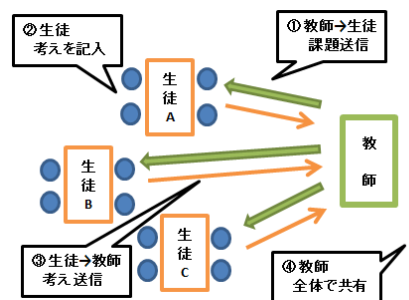 ②生徒
考えを記入
①教師→生徒
課題送信
生
徒
A
教
師
生
徒
B
生
徒
C
③生徒→教師
考え送信
④教師
全体で共有